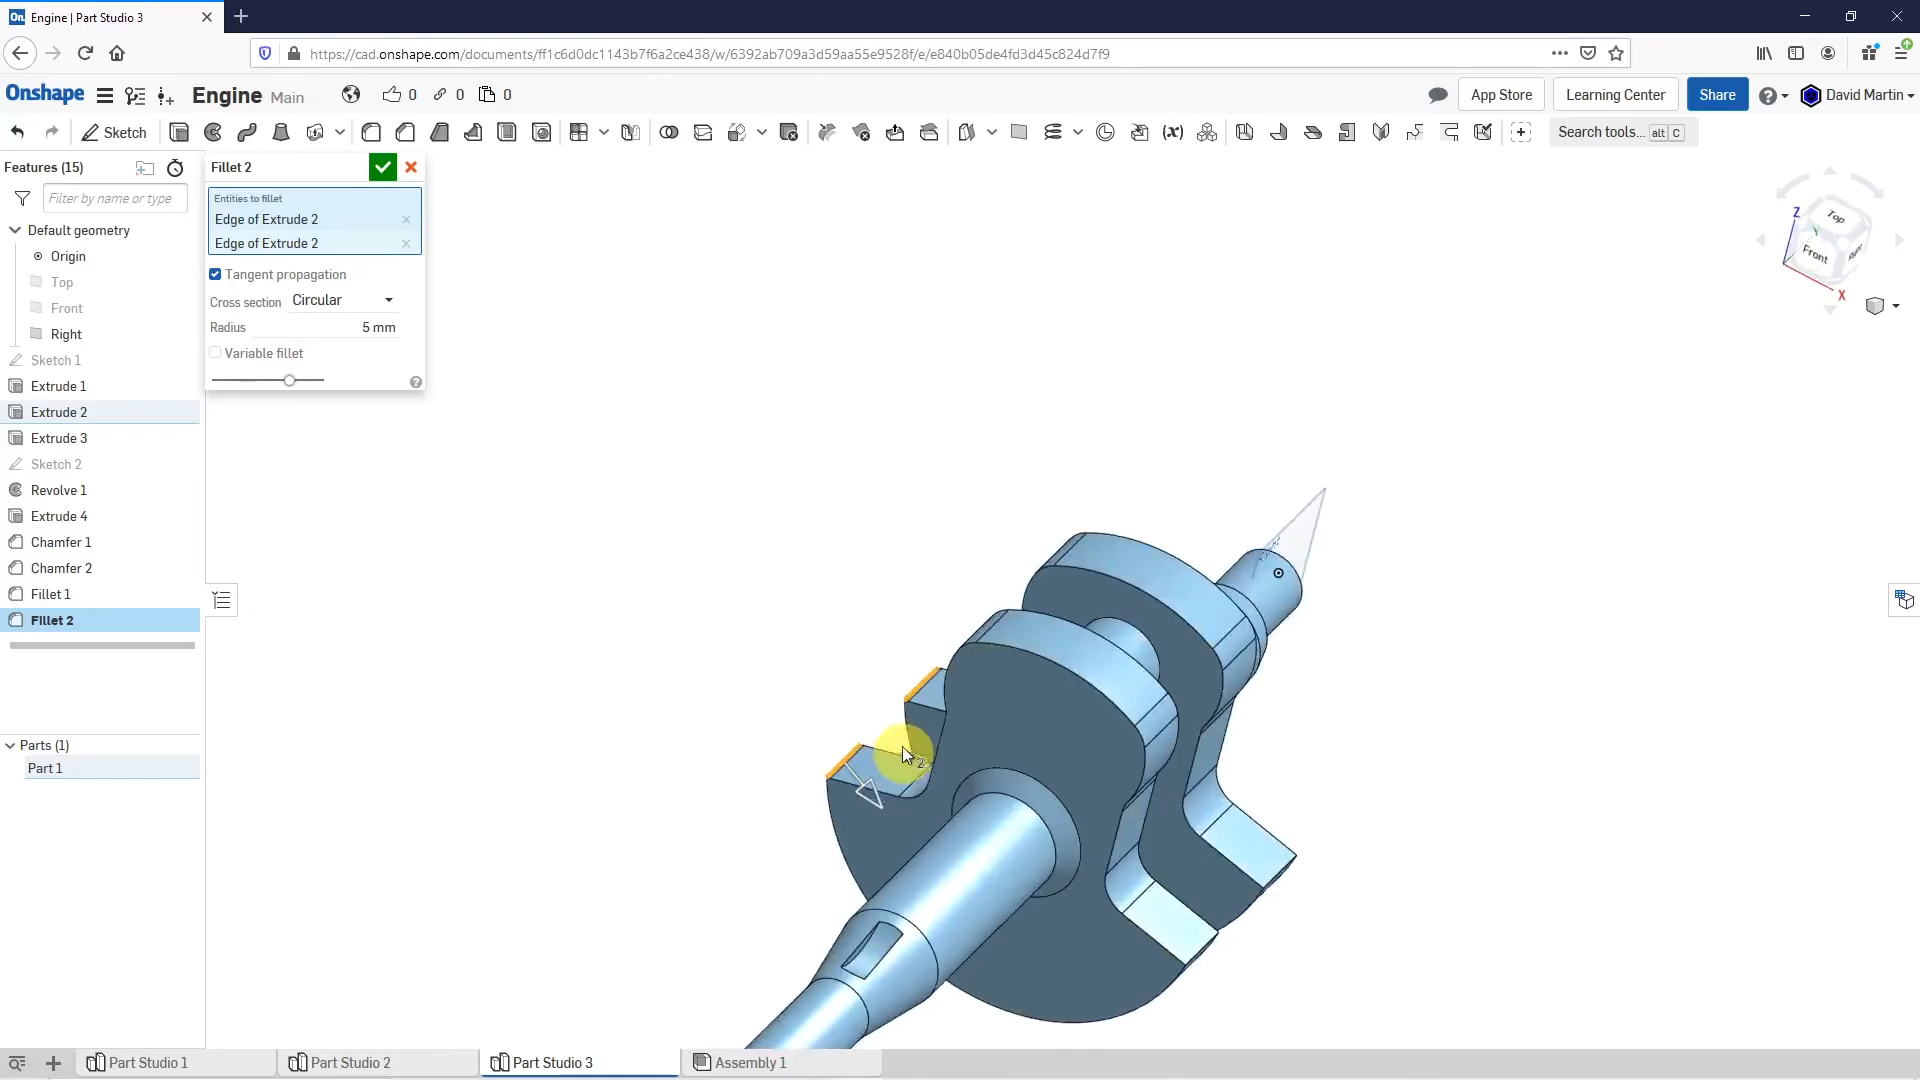 On Engine | Part Studio 3
https://cad.onshape.com/documents/ff1c6d0dc1143b7f6a2ce438/w/6392ab709a3d59aa55e9528f/e/e840b05de4fd3d45c824d7f9
Onshape Engine Main 0 0 0 App Store Learning Center Share David Martin
Sketch (x) Search tools... alt C
Features (15)
Filter by name or type
Default geometry
Origin
Top
Front
Right
Sketch 1
Extrude 1
Extrude 2
Extrude 3
Sketch 2
Revolve 1
Extrude 4
Chamfer 1
Chamfer 2
Fillet 1
Fillet 2
Parts (1)
Part 1
Fillet 2
Entities to fillet
Edge of Extrude 2
Edge of Extrude 2
Tangent propagation
Cross section Circular
Radius 5 mm
Variable fillet
Z
Top
Y
Front
Right
X
2
Part Studio 1
Part Studio 2
Part Studio 3
Assembly 1